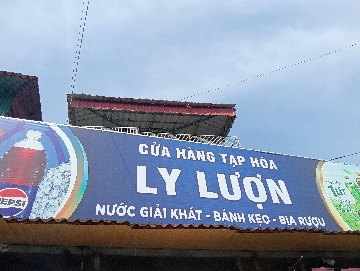 CỬA HÀNG TẠP HÓA
LY LƯỢN
NƯỚC GIẢI KHÁT - BÁNH KẸO - BIA RƯỢU
PEPSI